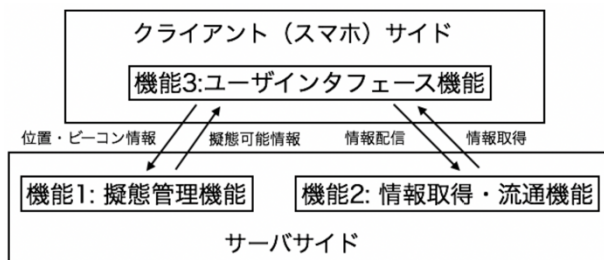 クライアント（スマホ）サイド
機能3:ユーザインタフェース機能
位置・ビーコン情報
擬態可能情報
情報配信
情報取得
機能1: 擬態管理機能
機能2: 情報取得・流通機能
サーバサイド